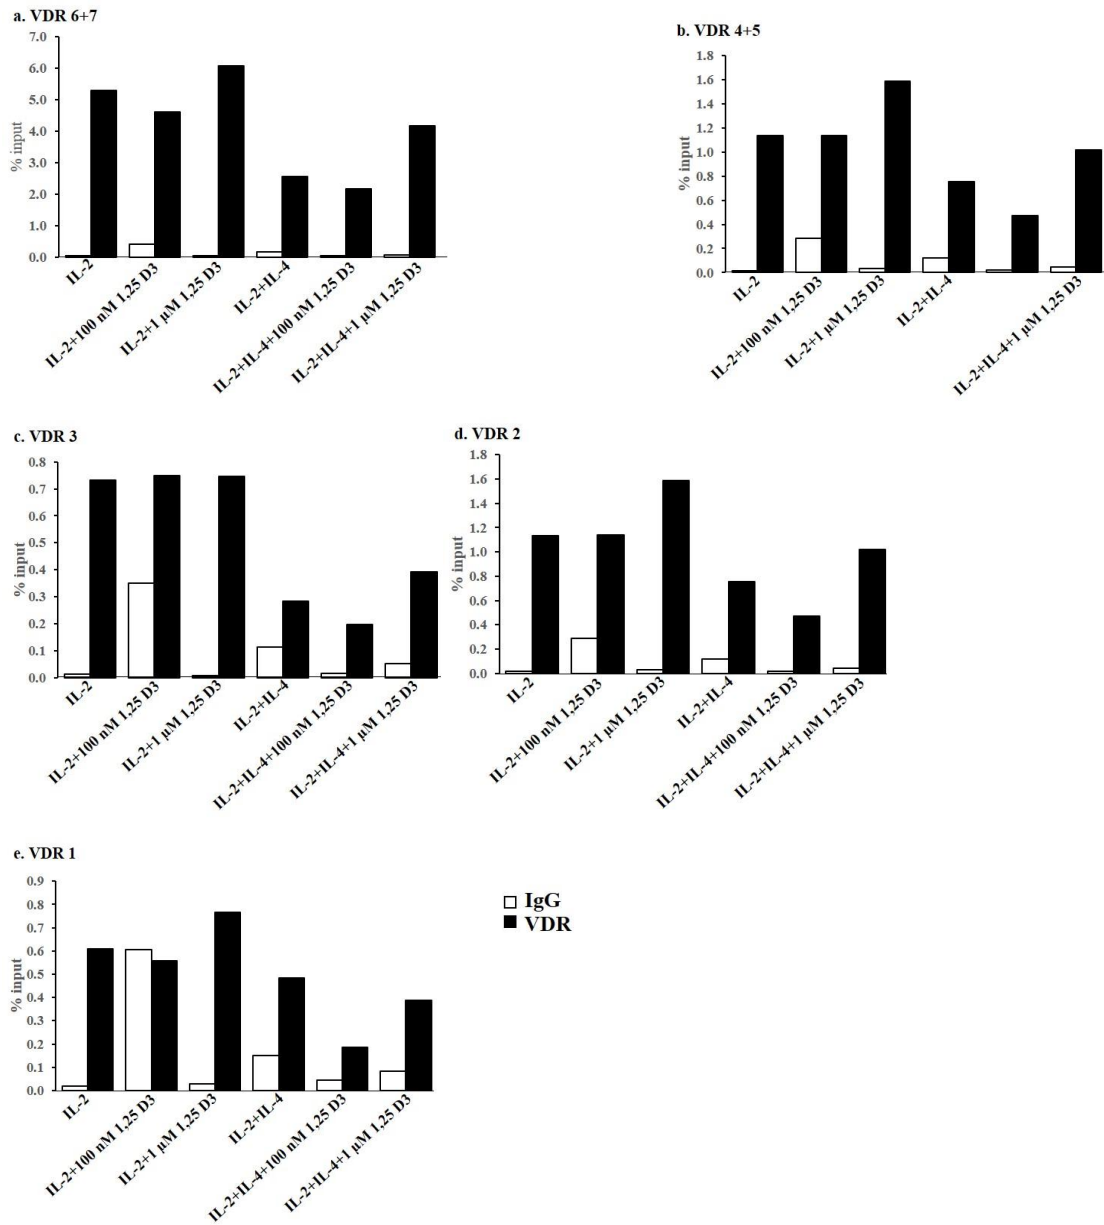 a. VDR 6+7
7.0
6.0
5.0
4.0
3.0
2.0
1.0
0.0
% input
IL-2
IL-2+100 nM 1,25 D3
IL-2+1 µM 1,25 D3
IL-2+IL-4
IL-2+IL-4+100 nM 1,25 D3
IL-2+IL-4+1 µM 1,25 D3
b. VDR 4+5
1.8
1.6
1.4
1.2
1.0
0.8
0.6
0.4
0.2
0.0
% input
IL-2
IL-2+100 nM 1,25 D3
IL-2+1 µM 1,25 D3
IL-2+IL-4
IL-2+IL-4+1 µM 1,25 D3
c. VDR 3
0.8
0.7
0.6
0.5
0.4
0.3
0.2
0.1
0.0
% input
IL-2
IL-2+100 nM 1,25 D3
IL-2+1 µM 1,25 D3
IL-2+IL-4
IL-2+IL-4+100 nM 1,25 D3
IL-2+IL-4+1 µM 1,25 D3
d. VDR 2
1.8
1.6
1.4
1.2
1.0
0.8
0.6
0.4
0.2
0.0
% input
IL-2
IL-2+100 nM 1,25 D3
IL-2+1 µM 1,25 D3
IL-2+IL-4
IL-2+IL-4+100 nM 1,25 D3
IL-2+IL-4+1 µM 1,25 D3
e. VDR 1
0.9
0.8
0.7
0.6
0.5
0.4
0.3
0.2
0.1
0.0
% input
IL-2
IL-2+100 nM 1,25 D3
IL-2+1 µM 1,25 D3
IL-2+IL-4
IL-2+IL-4+100 nM 1,25 D3
IL-2+IL-4+1 µM 1,25 D3
IgG
VDR